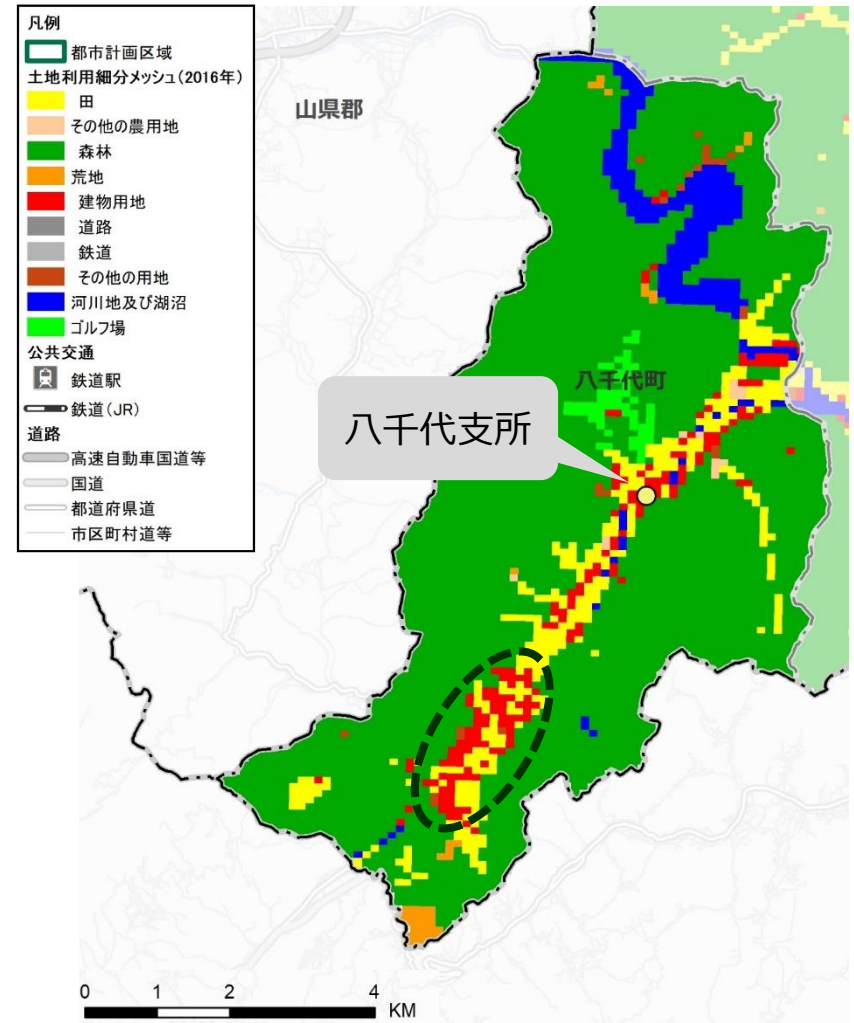 凡例
都市計画区域
土地利用細分メッシュ(2016年)
田
その他の農用地
森林
荒地
建物用地
道路
鉄道
その他の用地
河川地及び湖沼
ゴルフ場
公共交通
鉄道駅
鉄道(JR)
道路
高速自動車国道等
国道
都道府県道
市区町村道等
山県郡
八千代町
八千代支所
0 1 2 4
KM